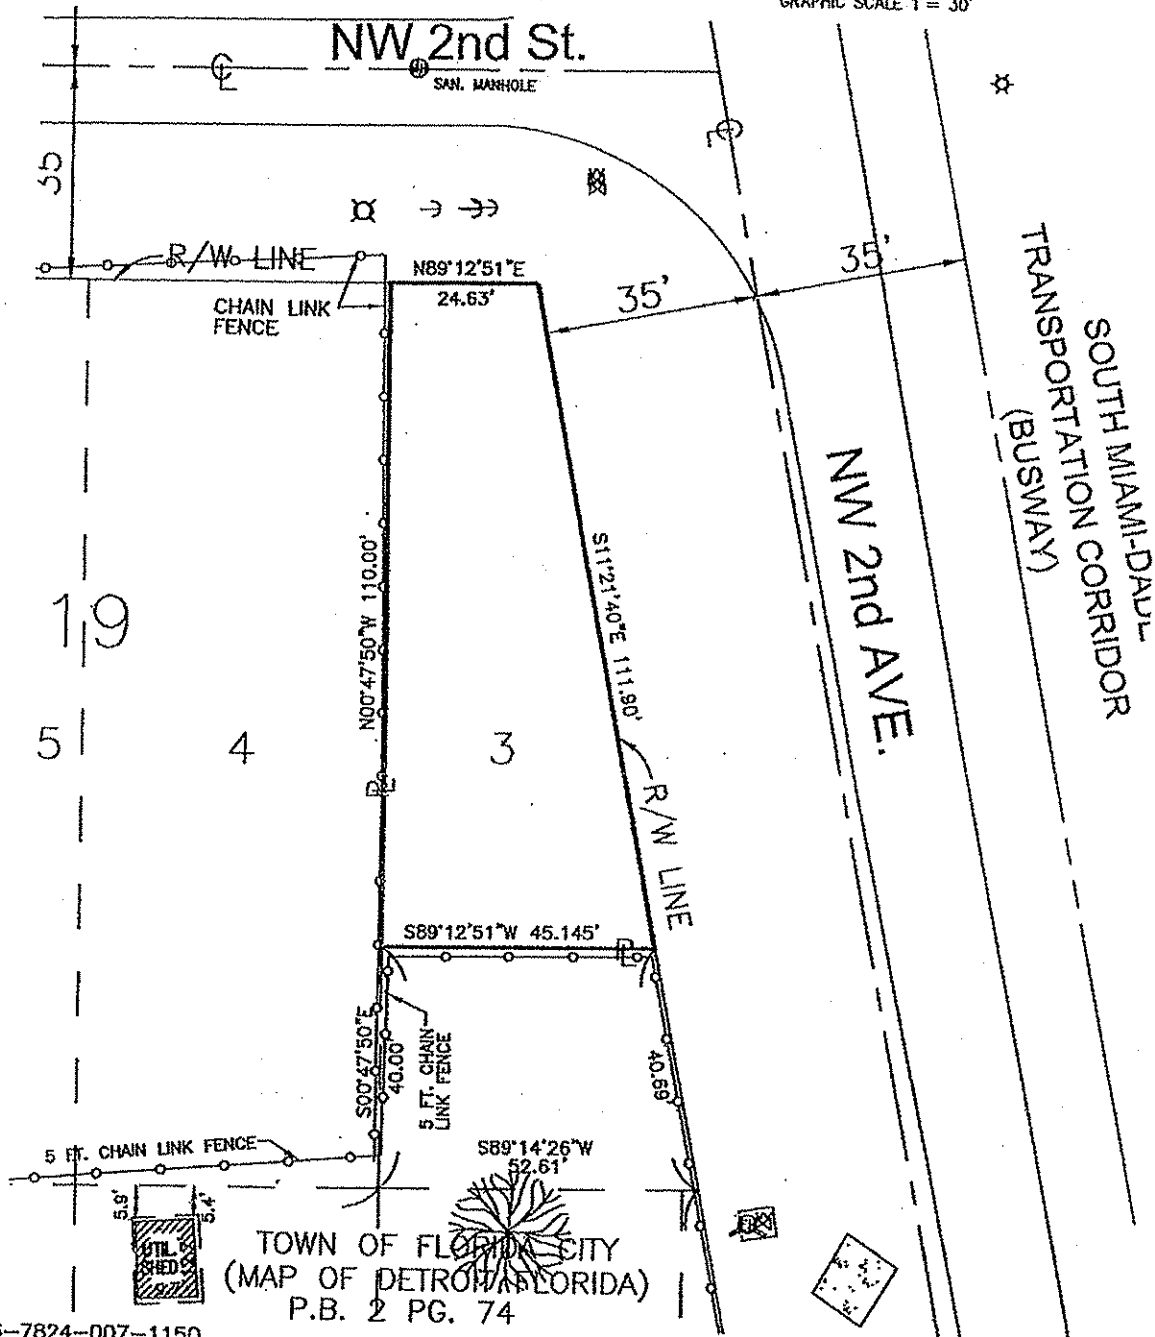 GRAPHIC SCALE 1 = 30'
NW 2nd St.
SAN. MANHOLE
35
R/W LINE
CHAIN LINK
FENCE
N89°12'51"E
24.63'
35'
35'
SOUTH MIAMI-DADE
TRANSPORTATION CORRIDOR
(BUSWAY)
NW 2nd AVE.
N00°47'50"W 110.00'
S11°21'40"E 111.90'
19
5
4
3
R/W LINE
S89°12'51"W 45.145'
S00°47'50"E
40.00'
5 FT. CHAIN
LINK FENCE
40.69
5 FT. CHAIN LINK FENCE
S89°14'26"W
52.61'
5.9'
5.4'
UTIL.
SHED
TOWN OF FLORIDA CITY
(MAP OF DETROIT FLORIDA)
P.B. 2 PG. 74
-7824-007-1150